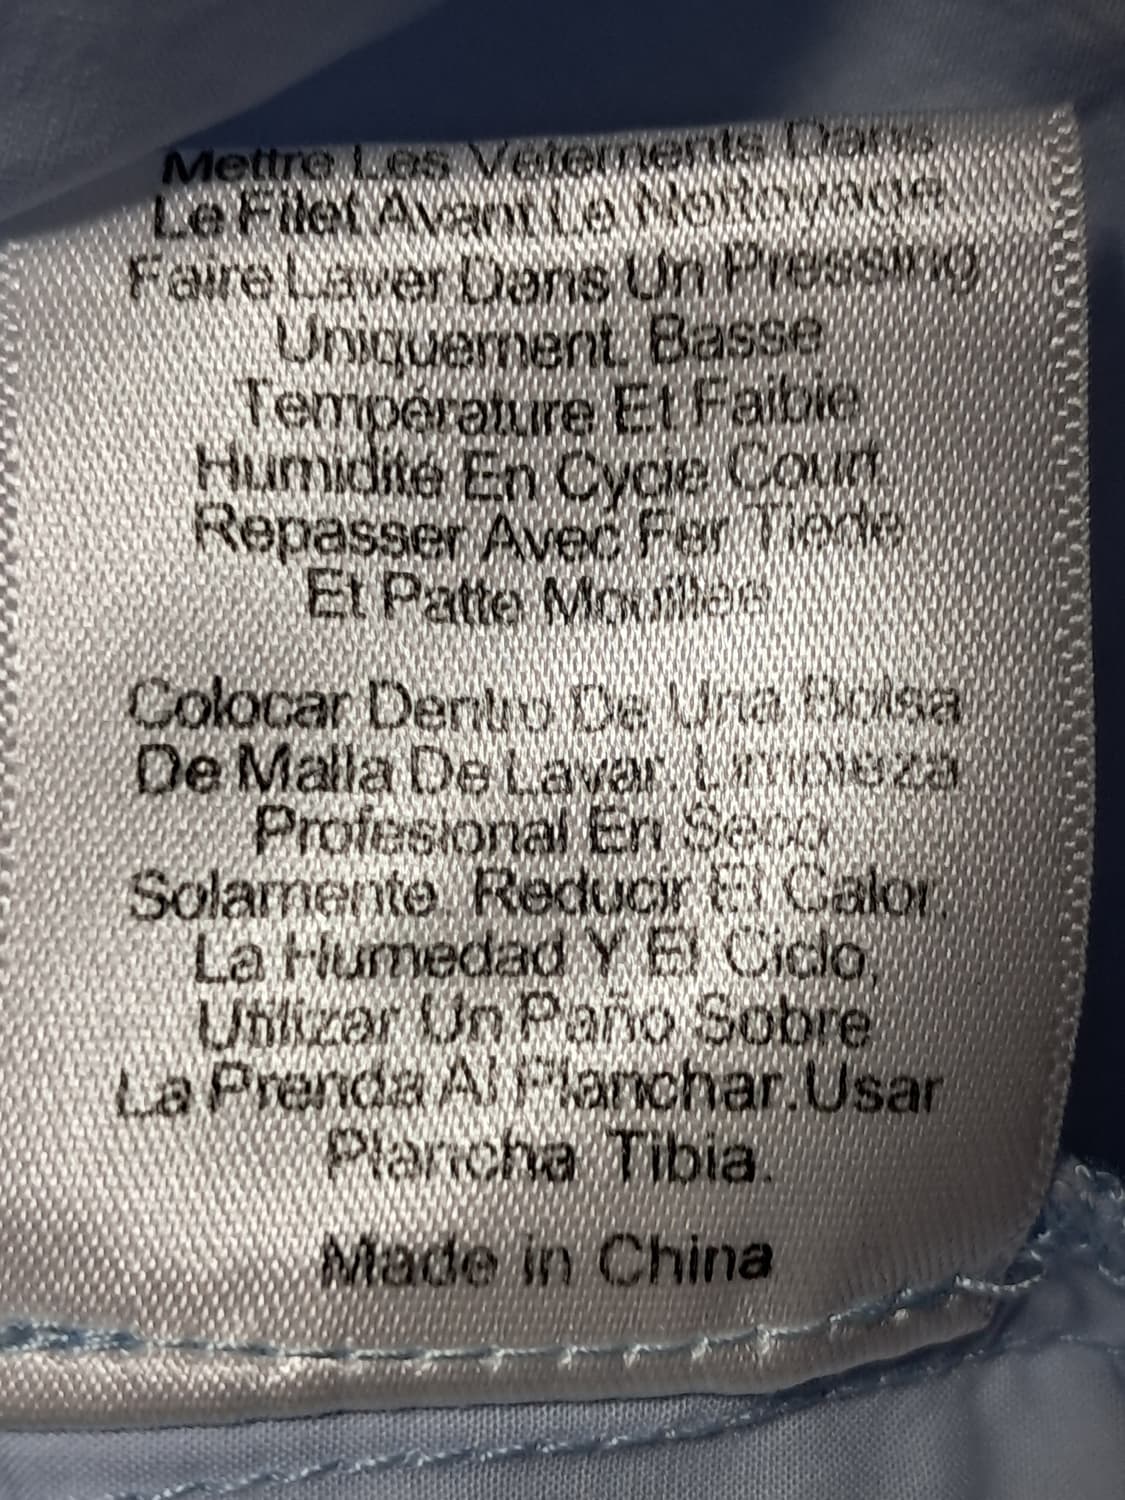 Mettre Les Vetements Dans
Le Filet Avant Le Nottoyage
Faire Laver Dans Un Pressing
Uniquement. Basse
Température Et Faible
Humidité En Cycle Court.
Repasser Avec Fer Tiede
Et Patte Mouillee.
Colocar Dentro De Una Bolsa
De Malla De Lavar. Limpieza
Profesional En Seco
Solamente. Reducir El Calor,
La Humedad Y El Ciclo,
Utilizar Un Paño Sobre
La Prenda Al Planchar.Usar
Plancha Tibia.
Made in China